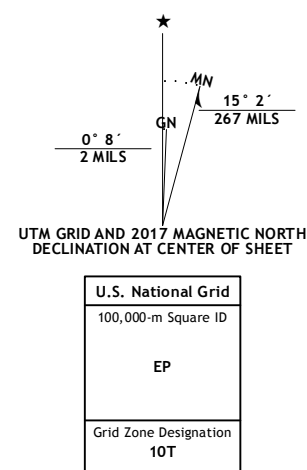 MN
GN
15° 2´
267 MILS
0° 8´
2 MILS
UTM GRID AND 2017 MAGNETIC NORTH
DECLINATION AT CENTER OF SHEET
U.S. National Grid
100,000-m Square ID
EP
Grid Zone Designation
10T